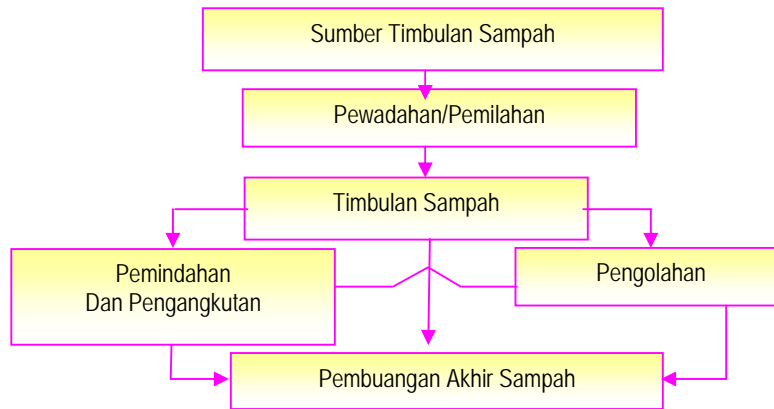 Sumber Timbulan Sampah
Pewadahan/Pemilahan
Timbulan Sampah
Pemindahan
Dan Pengangkutan
Pengolahan
Pembuangan Akhir Sampah